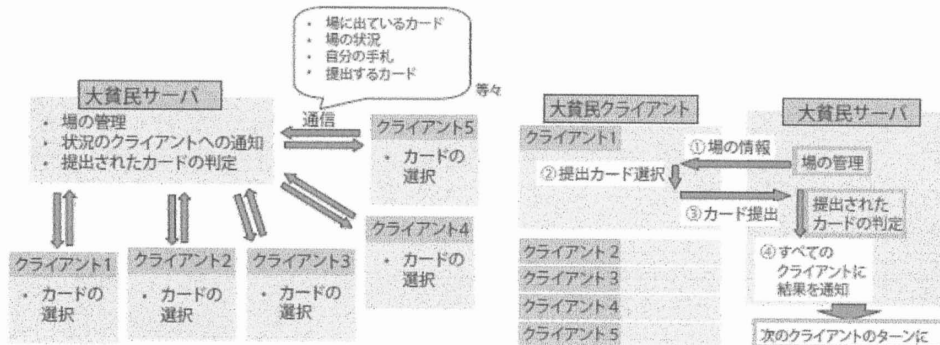 ・ 場に出ているカード
・ 場の状況
・ 自分の手札
・ 提出するカード
等々
大貧民サーバ
・ 場の管理
・ 状況のクライアントへの通知
・ 提出されたカードの判定
通信
クライアント5
・ カードの
選択
クライアント4
・ カードの
選択
クライアント1
・ カードの
選択
クライアント2
・ カードの
選択
クライアント3
・ カードの
選択
大貧民クライアント
クライアント1
①場の情報
②提出カード選択
③カード提出
クライアント 2
クライアント 3
クライアント 4
クライアント 5
大貧民サーバ
場の管理
提出された
カードの判定
④すべての
クライアントに
結果を通知
次のクライアントのターンに